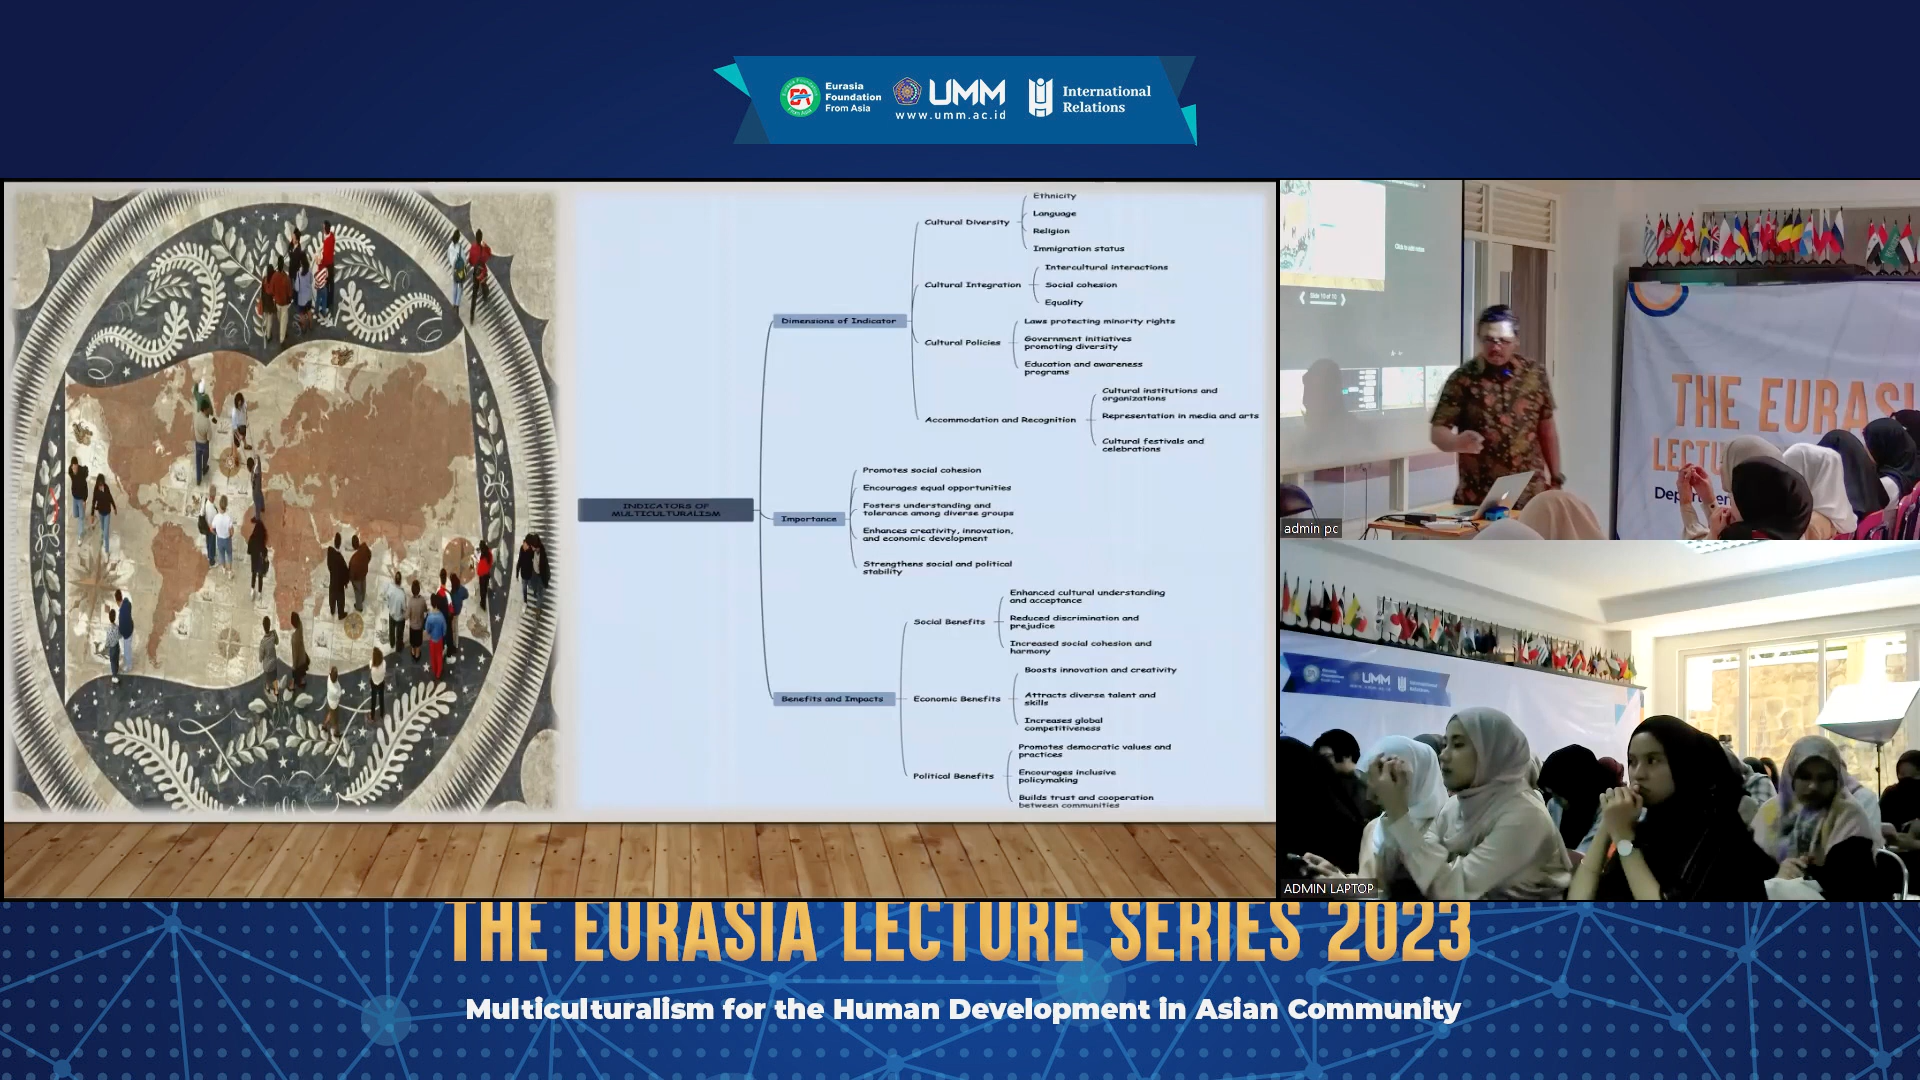 Eurasia
Foundation
From Asia
UMM
www.umm.ac.id
International
Relations
INDICATORS OF
MULTICULTURALISM
Dimensions of Indicator
Cultural Diversity
Ethnicity
Language
Religion
Immigration status
Cultural Integration
Intercultural interactions
Social cohesion
Equality
Cultural Policies
Laws protecting minority rights
Government initiatives
promoting diversity
Education and awareness
programs
Accommodation and Recognition
Cultural institutions and
organizations
Representation in media and arts
Cultural festivals and
celebrations
Importance
Promotes social cohesion
Encourages equal opportunities
Fosters understanding and
tolerance among diverse groups
Enhances creativity, innovation,
and economic development
Strengthens social and political
stability
Benefits and Impacts
Social Benefits
Enhanced cultural understanding
and acceptance
Reduced discrimination and
prejudice
Increased social cohesion and
harmony
Economic Benefits
Boosts innovation and creativity
Attracts diverse talent and
skills
Increases global
competitiveness
Political Benefits
Promotes democratic values and
practices
Encourages inclusive
policymaking
Builds trust and cooperation
between communities
THE EURASI
LECTU
admin pc
UMM
International
Relations
ADMIN LAPTOP
THE EURASIA LECTURE SERIES 2023
Multiculturalism for the Human Development in Asian Community